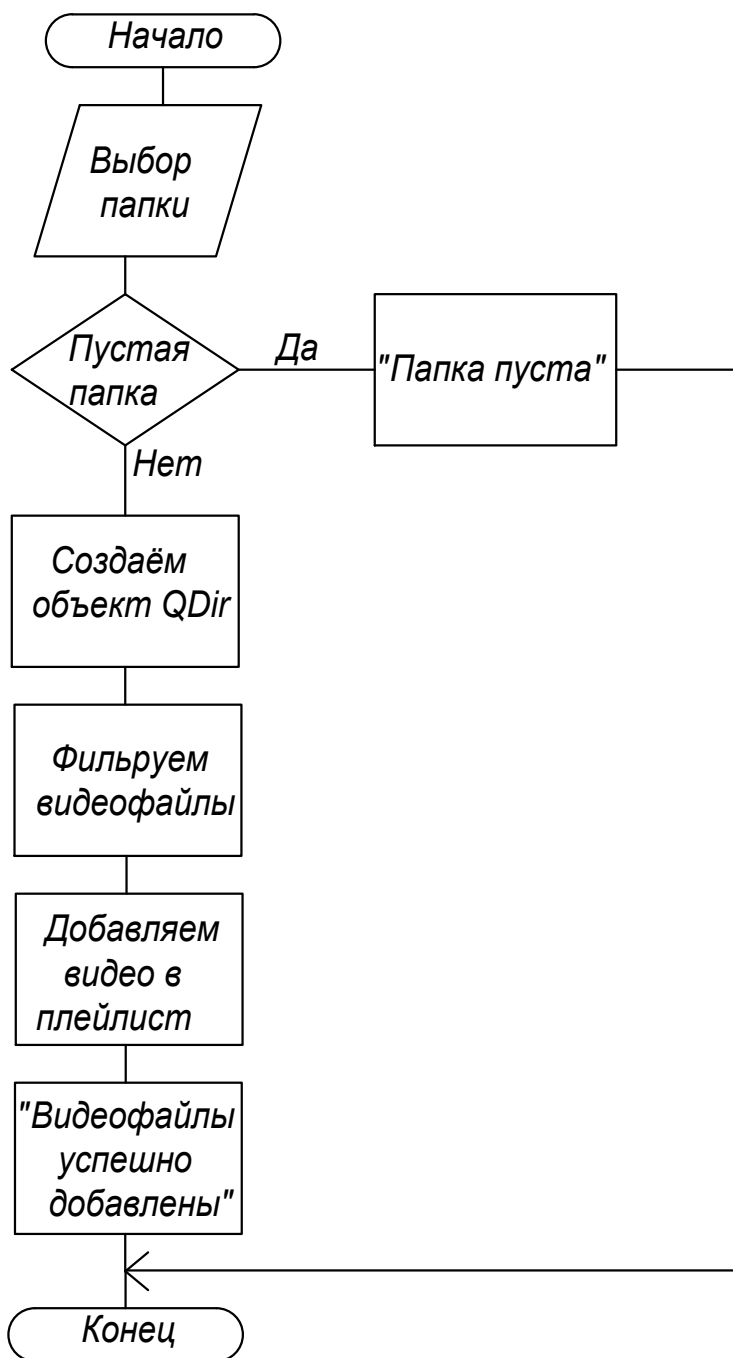 Начало
Выбор
папки
Пустая
папка
Да
"Папка пуста"
Нет
Создаём
объект QDir
Фильруем
видеофайлы
Добавляем
видео в
плейлист
"Видеофайлы
успешно
добавлены"
Конец